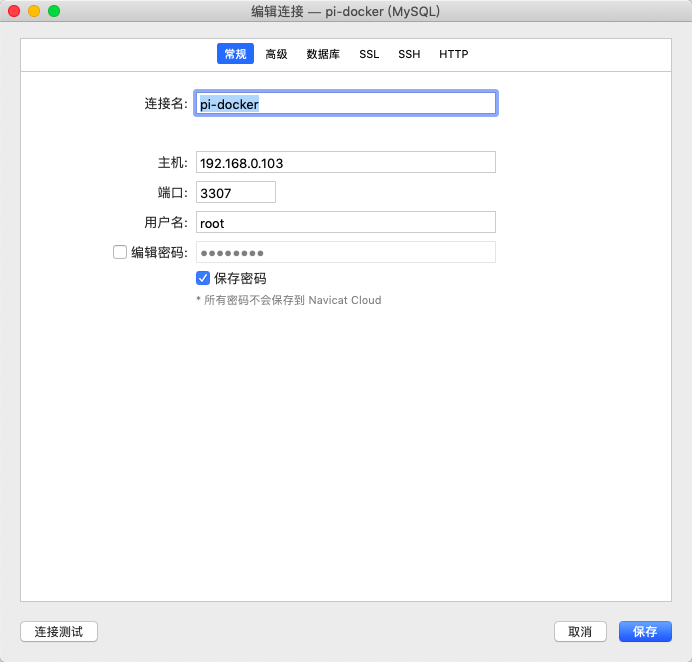 编辑连接 — pi-docker (MySQL)
常规 高级 数据库 SSL SSH HTTP
连接名: pi-docker
主机: 192.168.0.103
端口: 3307
用户名: root
编辑密码: ●●●●●●●●
保存密码
* 所有密码不会保存到 Navicat Cloud
连接测试 取消 保存